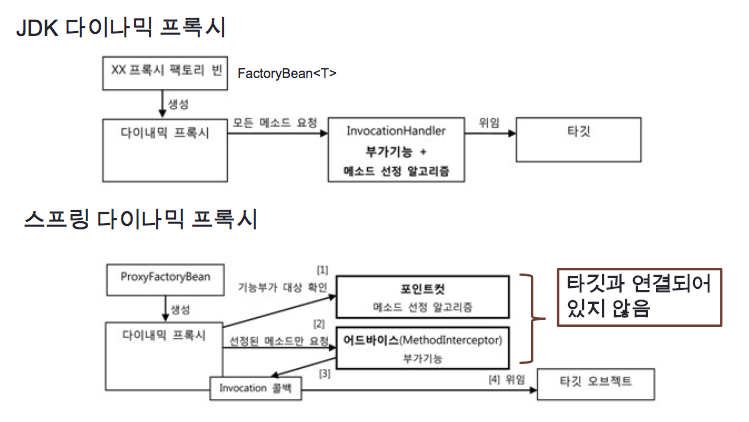 JDK 다이나믹 프록시
XX 프록시 팩토리 빈
FactoryBean<T>
생성
다이내믹 프록시
모든 메소드 요청
InvocationHandler
부가기능 +
메소드 선정 알고리즘
위임
타깃
스프링 다이나믹 프록시
ProxyFactoryBean
생성
다이내믹 프록시
[1]
기능부가 대상 확인
포인트컷
메소드 선정 알고리즘
[2]
선정된 메소드만 요청
어드바이스(MethodInterceptor)
부가기능
[3]
Invocation 콜백
[4] 위임
타깃 오브젝트
타깃과 연결되어
있지 않음